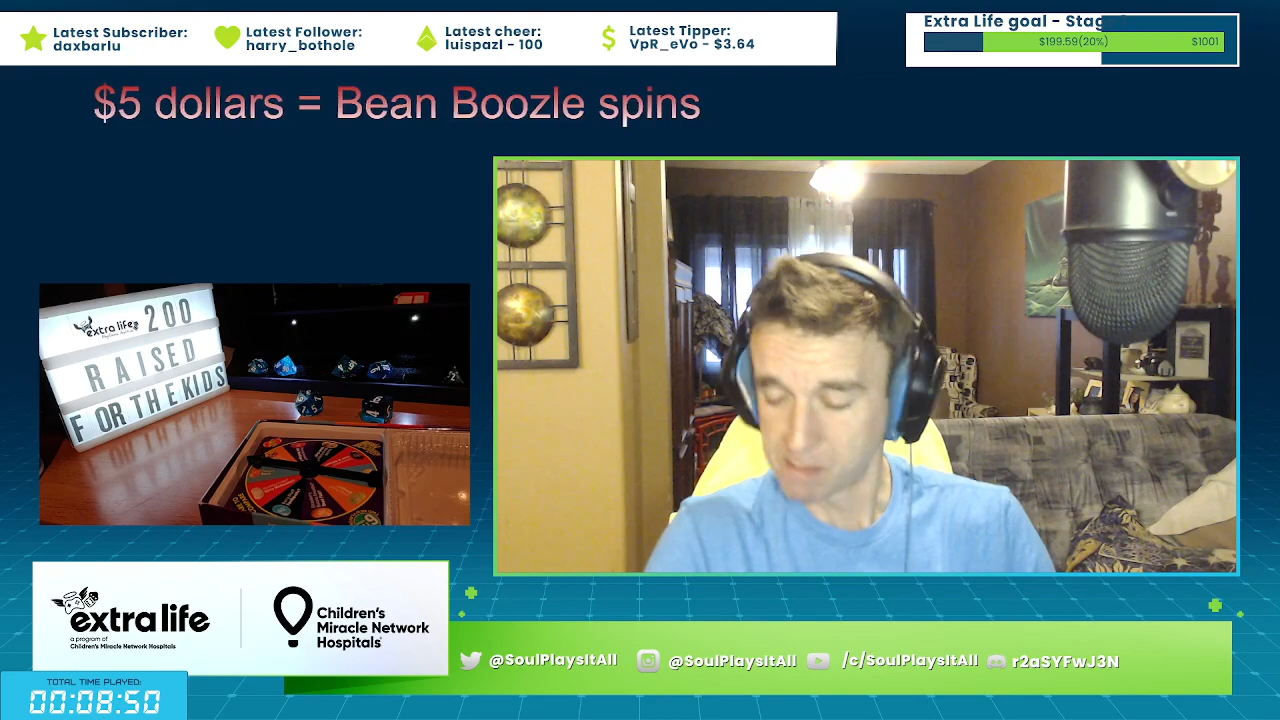 Latest Subscriber:
daxbarlu
Latest Follower:
harry_bothole
Latest cheer:
luispazl - 100
Latest Tipper:
VpR_eVo - $3.64
Extra Life goal - Stag
$199.59(20%)
$1001
$5 dollars = Bean Boozle spins
extra life 200
RAISED
FOR THE KIDS
extra life
a program of
Children's Miracle Network Hospitals
Children's
Miracle Network
Hospitals
@SoulPlaysItAll
@SoulPlaysItAll
/c/SoulPlaysItAll
r2aSYFwJ3N
TOTAL TIME PLAYED:
00:08:50